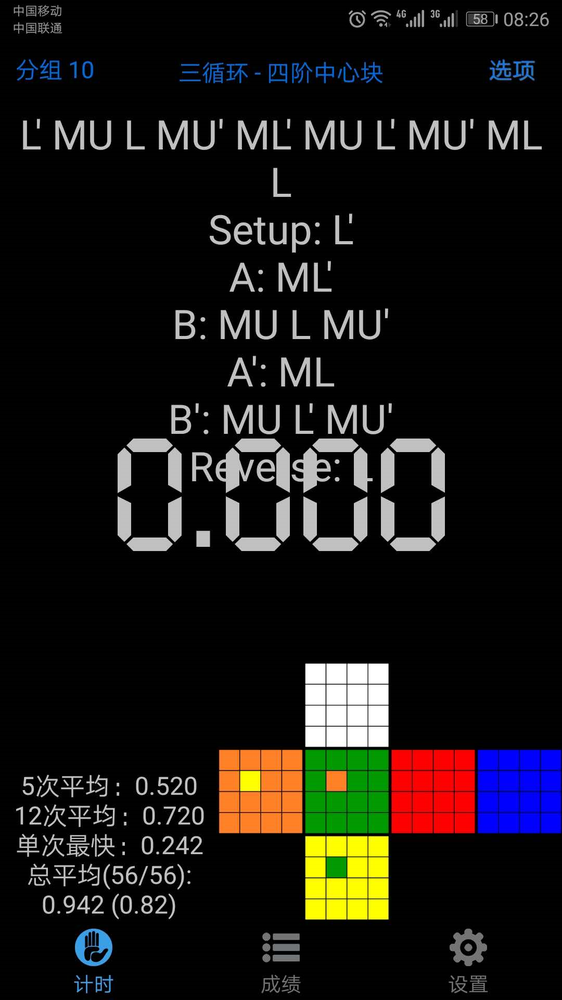 中国移动
中国联通
4G 3G 58 08:26
分组 10 三循环 - 四阶中心块 选项
L' MU L MU' ML' MU L' MU' ML
L
Setup: L'
A: ML'
B: MU L MU'
A': ML
B': MU L' MU'
Reverse: L
0.000
5次平均： 0.520
12次平均： 0.720
单次最快： 0.242
总平均(56/56):
0.942 (0.82)
计时 成绩 设置